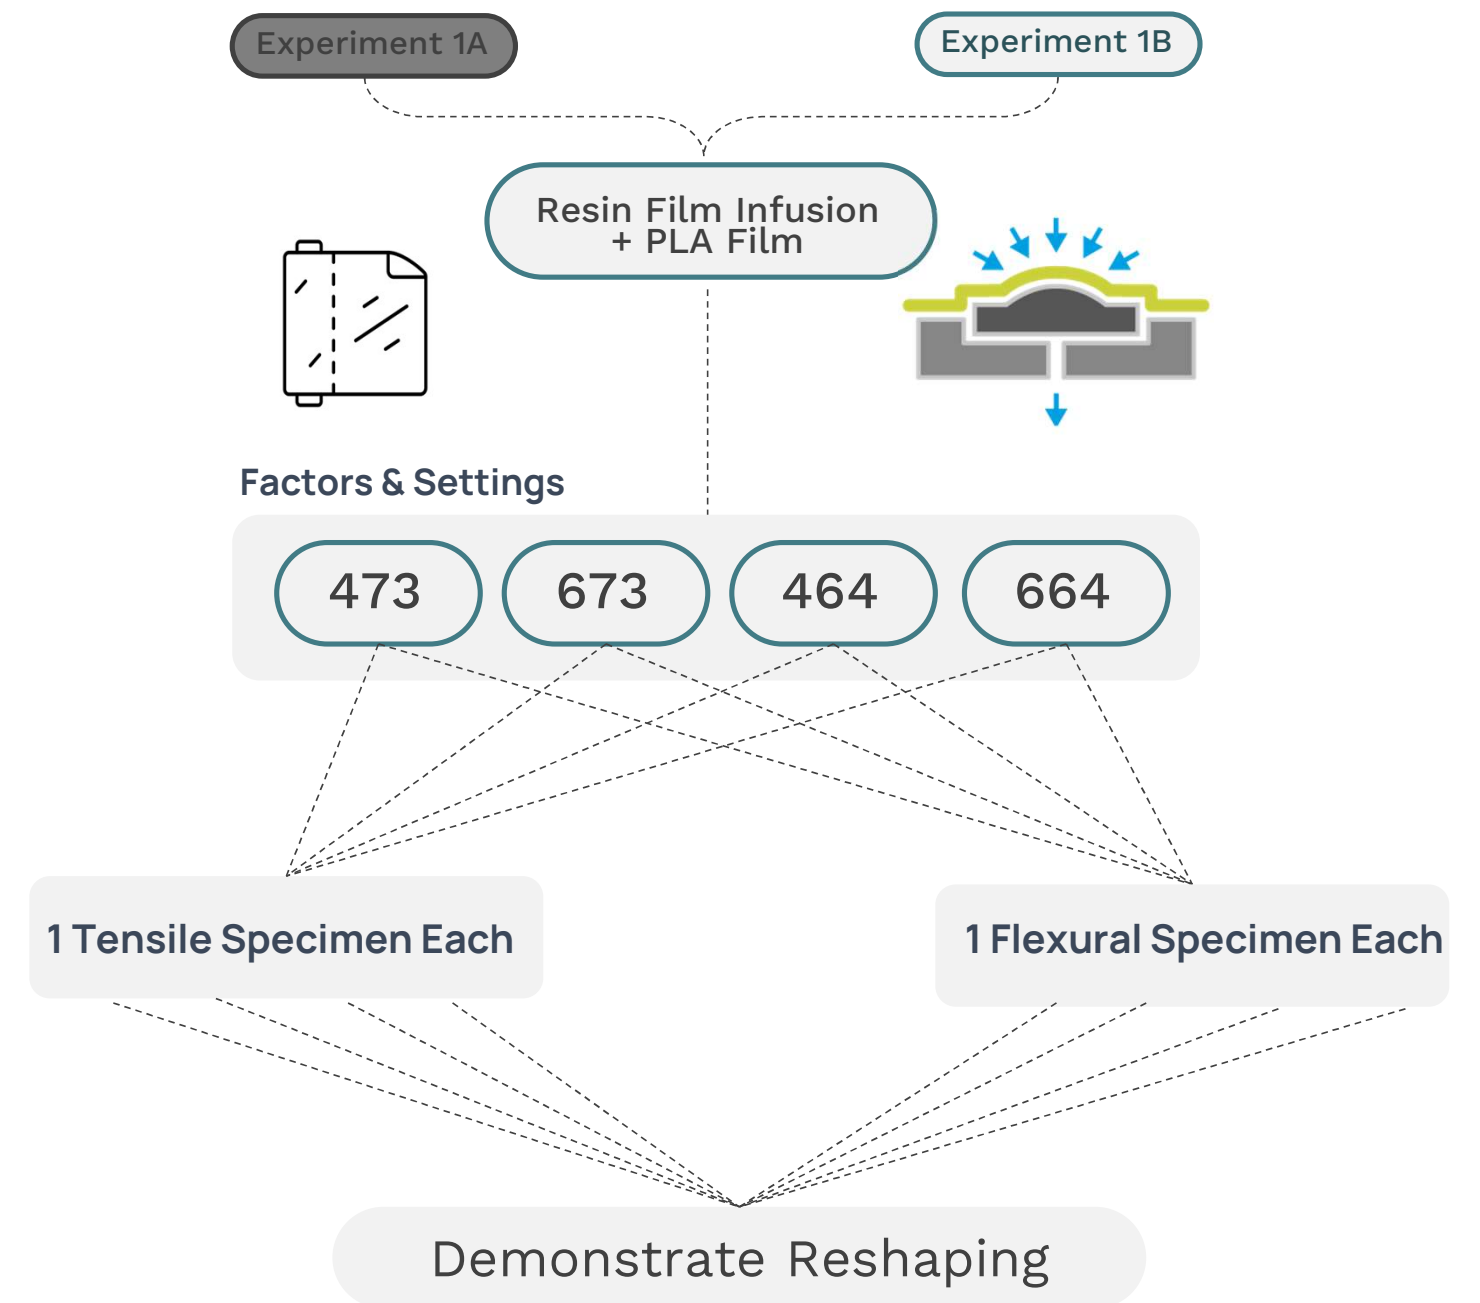 Experiment 1A
Experiment 1B
Resin Film Infusion
+ PLA Film
Factors & Settings
473
673
464
664
1 Tensile Specimen Each
1 Flexural Specimen Each
Demonstrate Reshaping